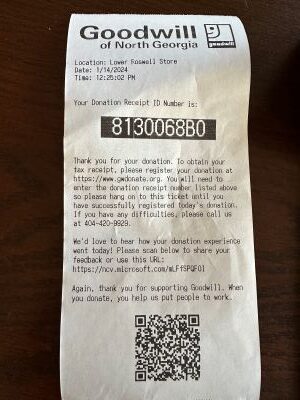 Goodwill
of North Georgia
goodwill
Location: Lower Roswell Store
Date: 1/14/2024
Time: 12:25:02 PM
Your Donation Receipt ID Number is:
8130068B0
Thank you for your donation. To obtain your
tax receipt, please register your donation at
https://www.gwdonate.org. You will need to
enter the donation receipt number listed above
so please hang on to this ticket until you
have successfully registered today's donation.
If you have any difficulties, please call us
at 404-420-9929.
We'd love to hear how your donation experience
went today! Please scan below to share your
feedback or use this URL:
https://ncv.microsoft.com/mLF1SPQFO1
Again, thank you for supporting Goodwill. When
you donate, you help us put people to work.